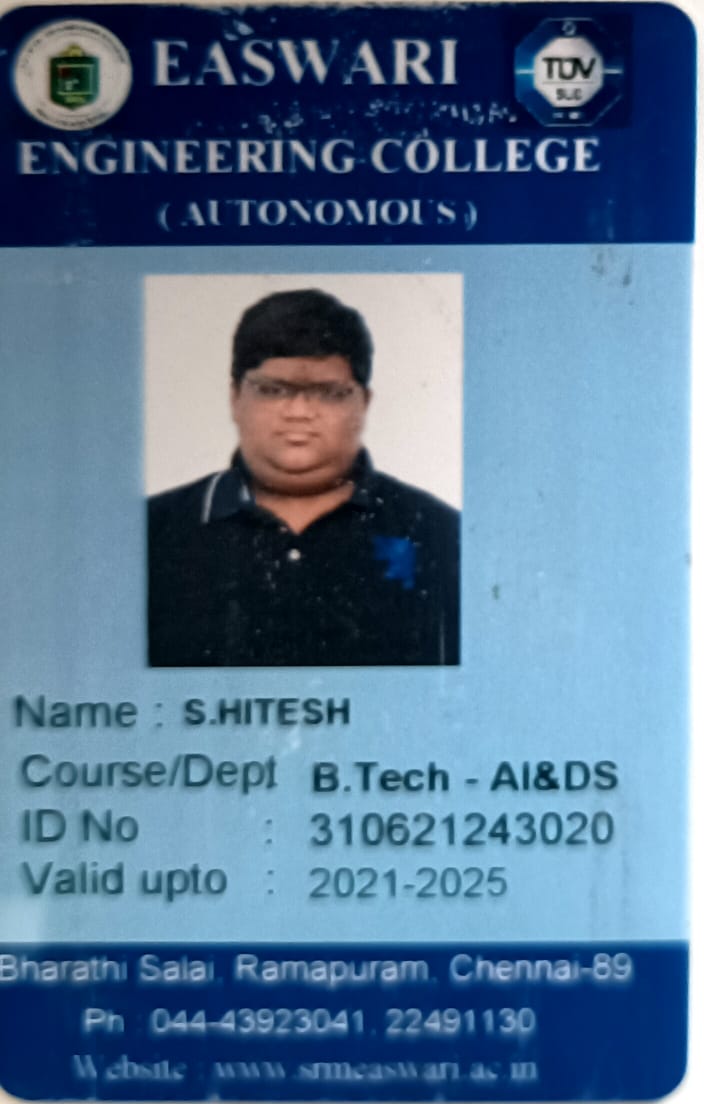 EASWARI
TÜV
SÜD
ENGINEERING COLLEGE
( AUTONOMOUS )
Name : S.HITESH
Course/Dept B.Tech - AI&DS
ID No : 310621243020
Valid upto : 2021-2025
Bharathi Salai, Ramapuram, Chennai-89
Ph : 044-43923041, 22491130
Website : www.srmeaswari.ac.in